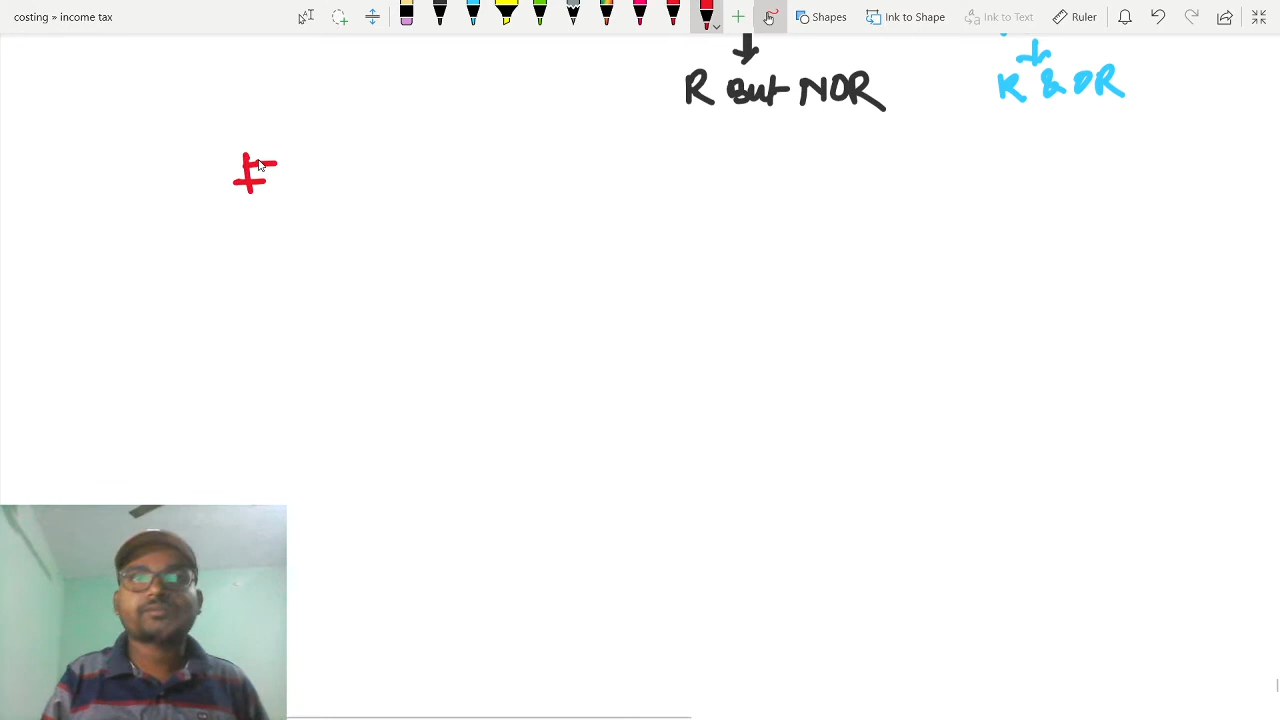 costing » income tax
Shapes
Ink to Shape
Ink to Text
Ruler
R But NOR
R & OR